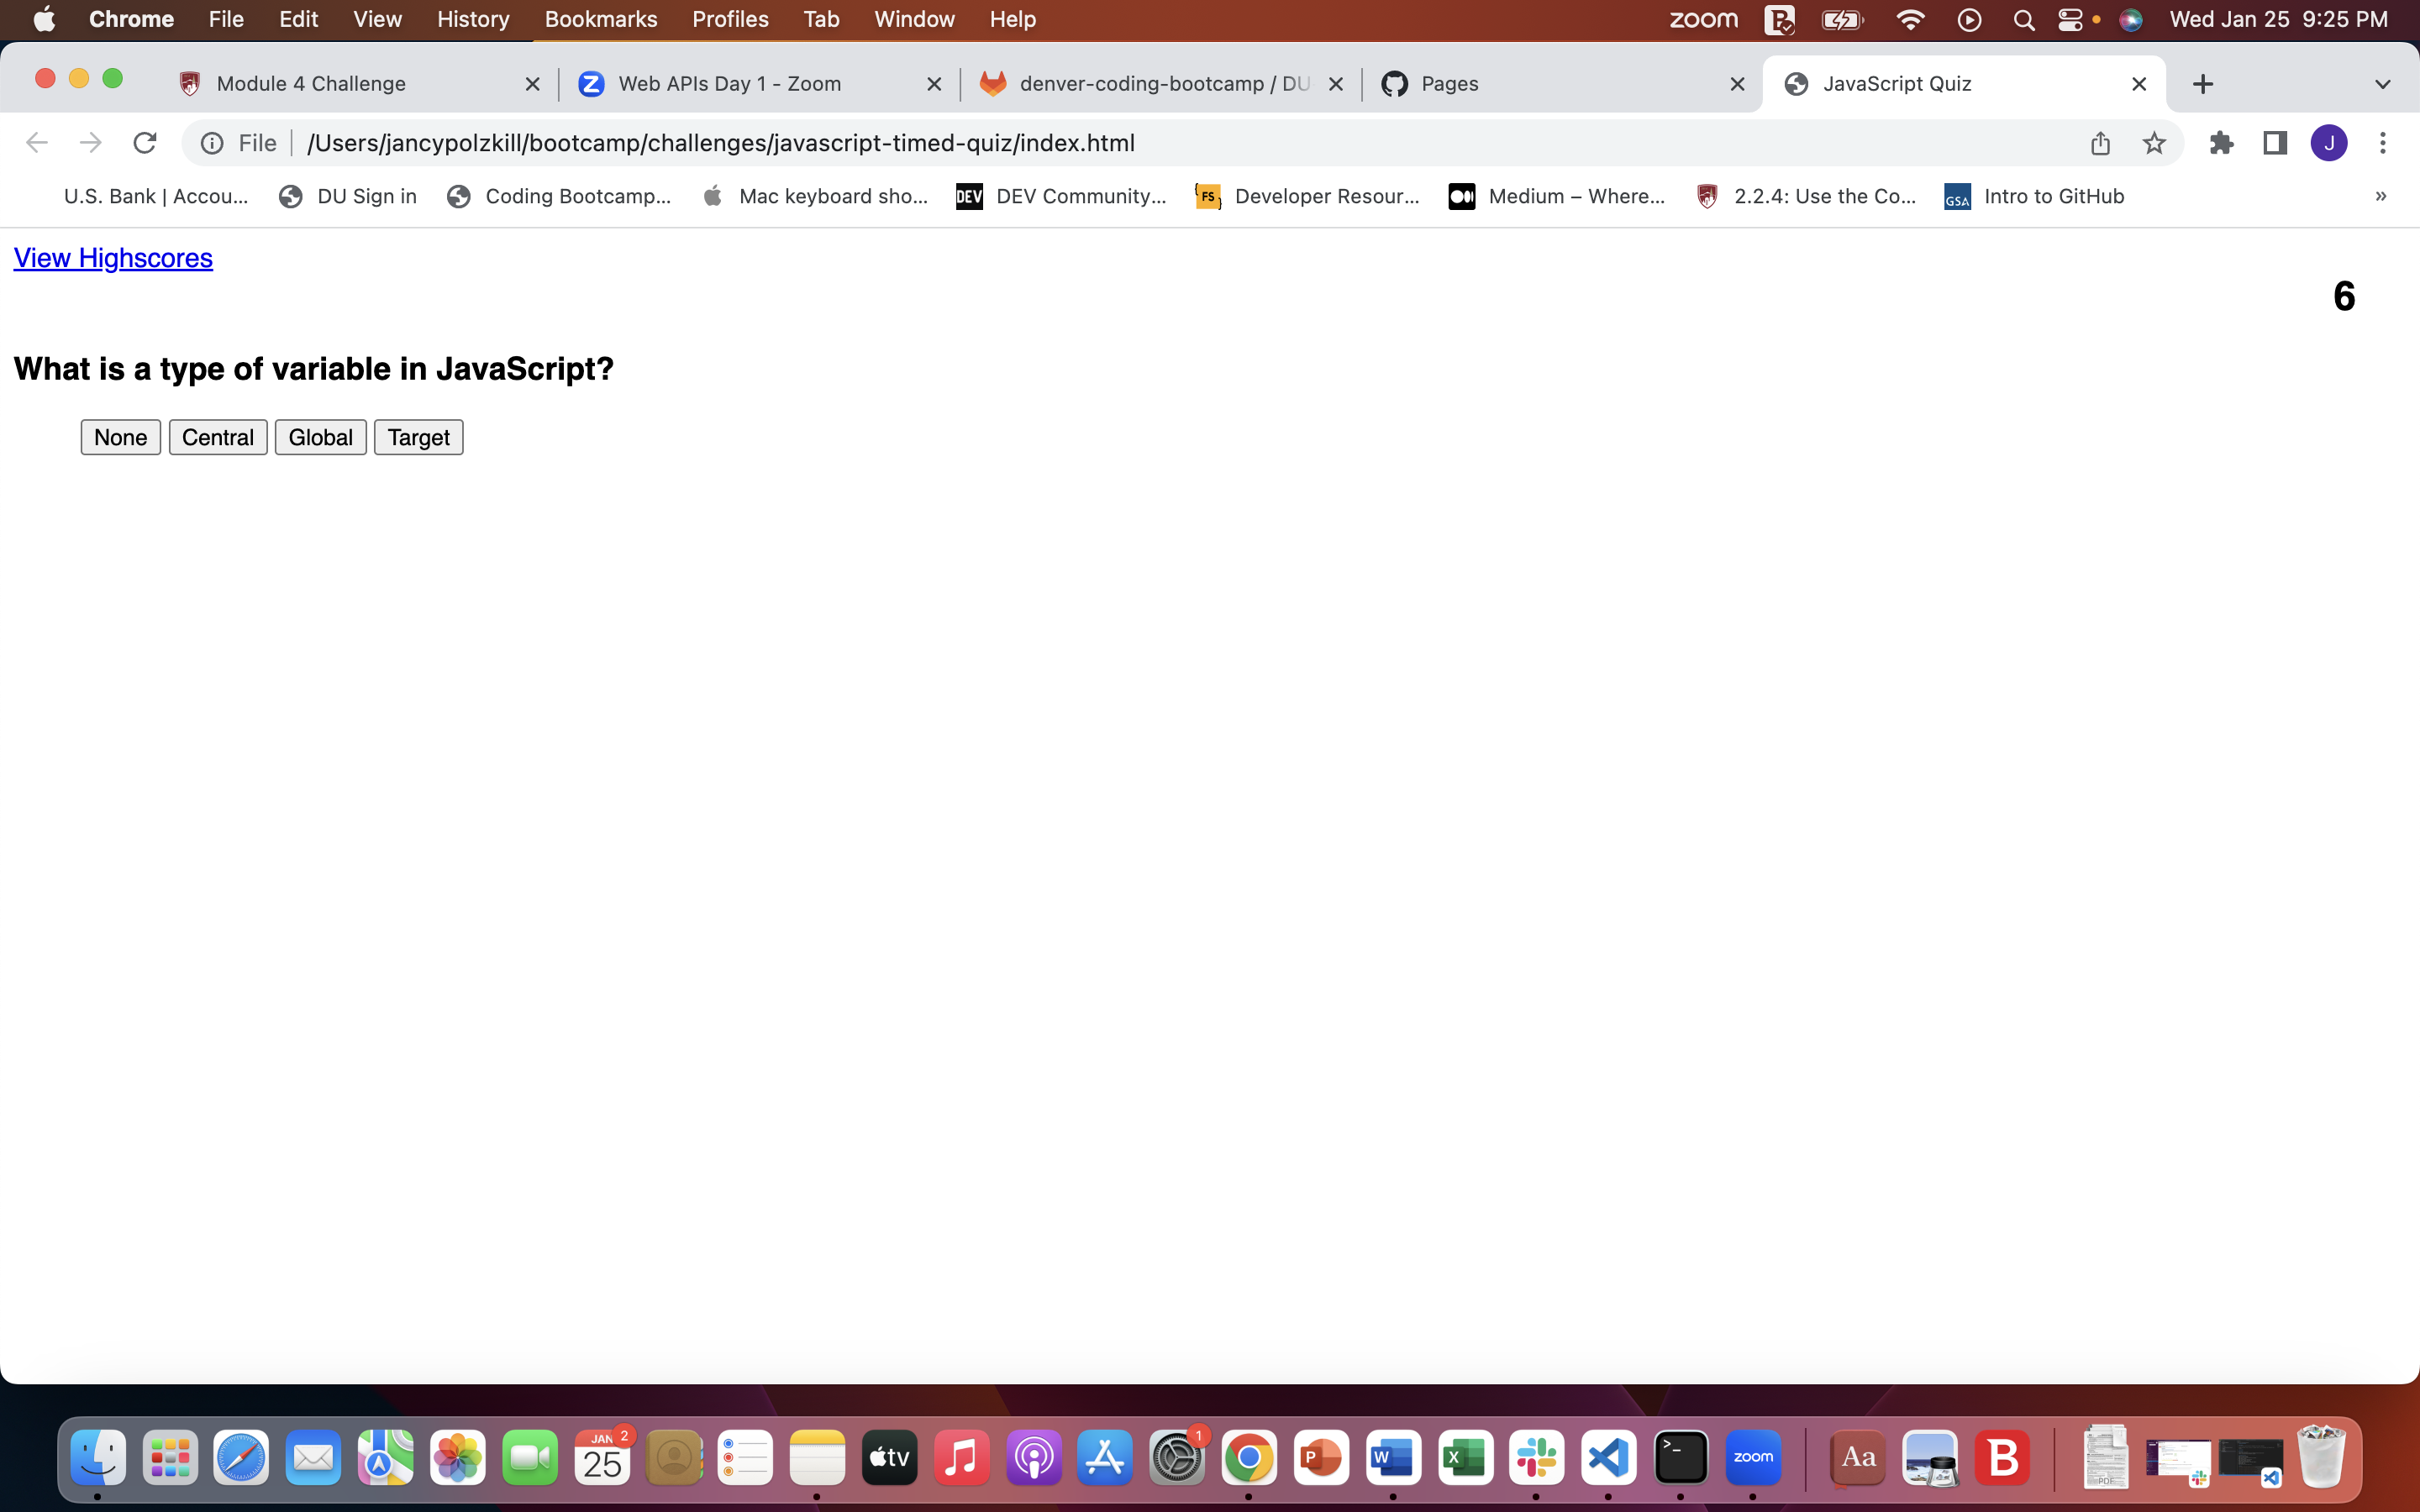 Chrome File Edit View History Bookmarks Profiles Tab Window Help zoom Wed Jan 25 9:25 PM
Module 4 Challenge Web APIs Day 1 - Zoom denver-coding-bootcamp / DU Pages JavaScript Quiz
File /Users/jancypolzkill/bootcamp/challenges/javascript-timed-quiz/index.html J
U.S. Bank | Accou... DU Sign in Coding Bootcamp... Mac keyboard sho... DEV DEV Community... FS Developer Resour... Medium – Where... 2.2.4: Use the Co... GSA Intro to GitHub »
View Highscores
6
What is a type of variable in JavaScript?
None Central Global Target
JAN 2 25 tv 1 P W X >_ zoom Aa B PDF